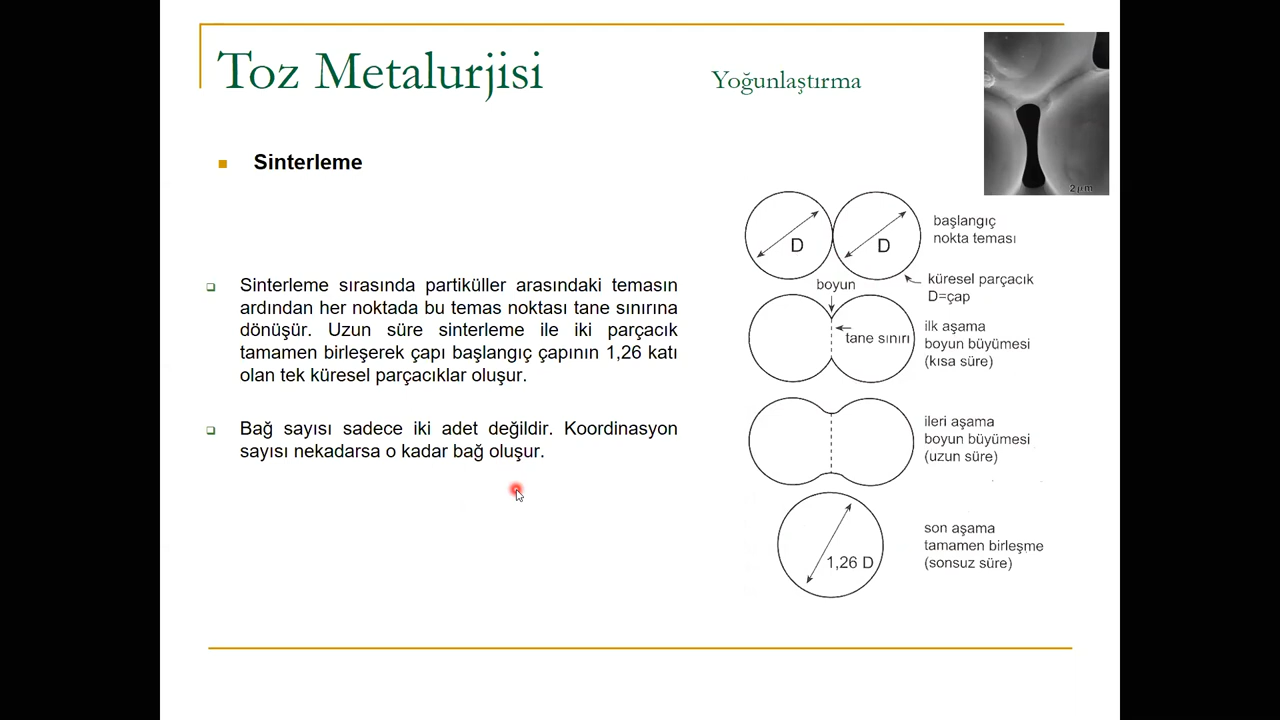 Toz Metalurjisi
Yoğunlaştırma
2μm
Sinterleme
Sinterleme sırasında partiküller arasındaki temasın
ardından her noktada bu temas noktası tane sınırına
dönüşür. Uzun süre sinterleme ile iki parçacık
tamamen birleşerek çapı başlangıç çapının 1,26 katı
olan tek küresel parçacıklar oluşur.
Bağ sayısı sadece iki adet değildir. Koordinasyon
sayısı nekadarsa o kadar bağ oluşur.
D
D
başlangıç
nokta teması
küresel parçacık
D=çap
boyun
tane sınırı
ilk aşama
boyun büyümesi
(kısa süre)
ileri aşama
boyun büyümesi
(uzun süre)
1,26 D
son aşama
tamamen birleşme
(sonsuz süre)